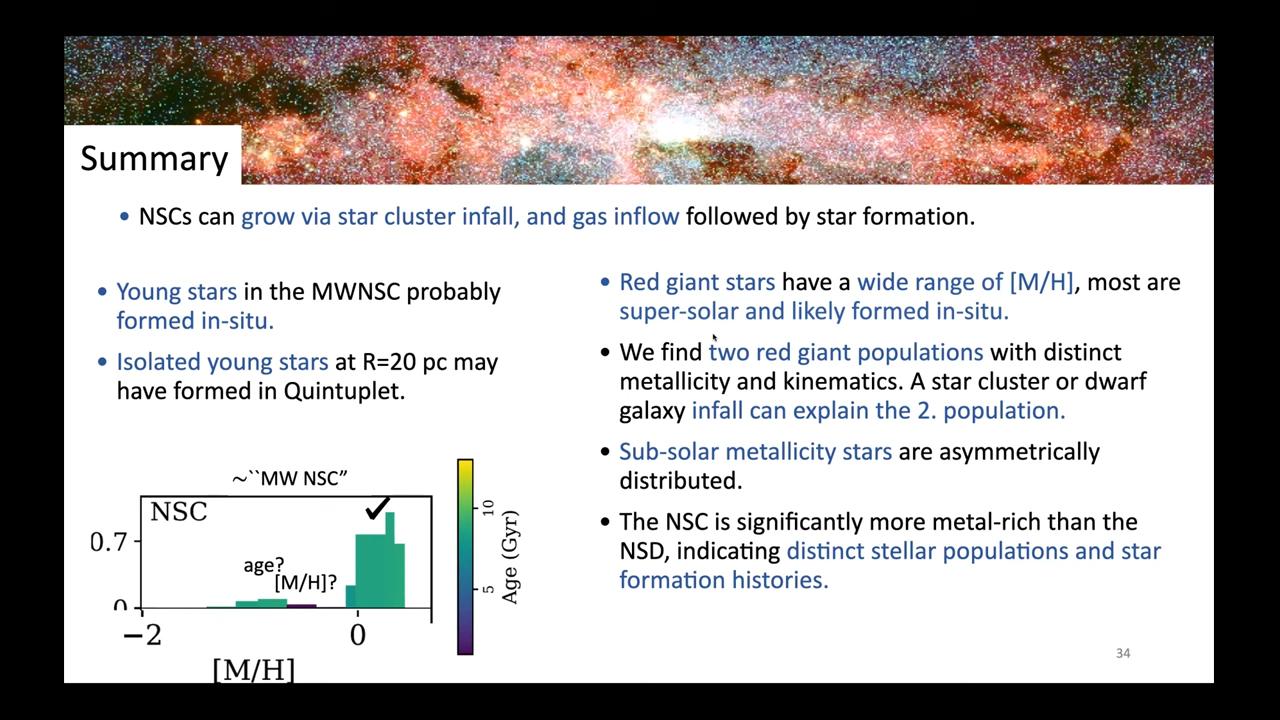 Summary
• NSCs can grow via star cluster infall, and gas inflow followed by star formation.
• Young stars in the MWNSC probably
formed in-situ.
• Isolated young stars at R=20 pc may
have formed in Quintuplet.
~``MW NSC”
NSC
0.7
age?
[M/H]?
0
−2
0
[M/H]
10
5
Age (Gyr)
• Red giant stars have a wide range of [M/H], most are
super-solar and likely formed in-situ.
• We find two red giant populations with distinct
metallicity and kinematics. A star cluster or dwarf
galaxy infall can explain the 2. population.
• Sub-solar metallicity stars are asymmetrically
distributed.
• The NSC is significantly more metal-rich than the
NSD, indicating distinct stellar populations and star
formation histories.
34